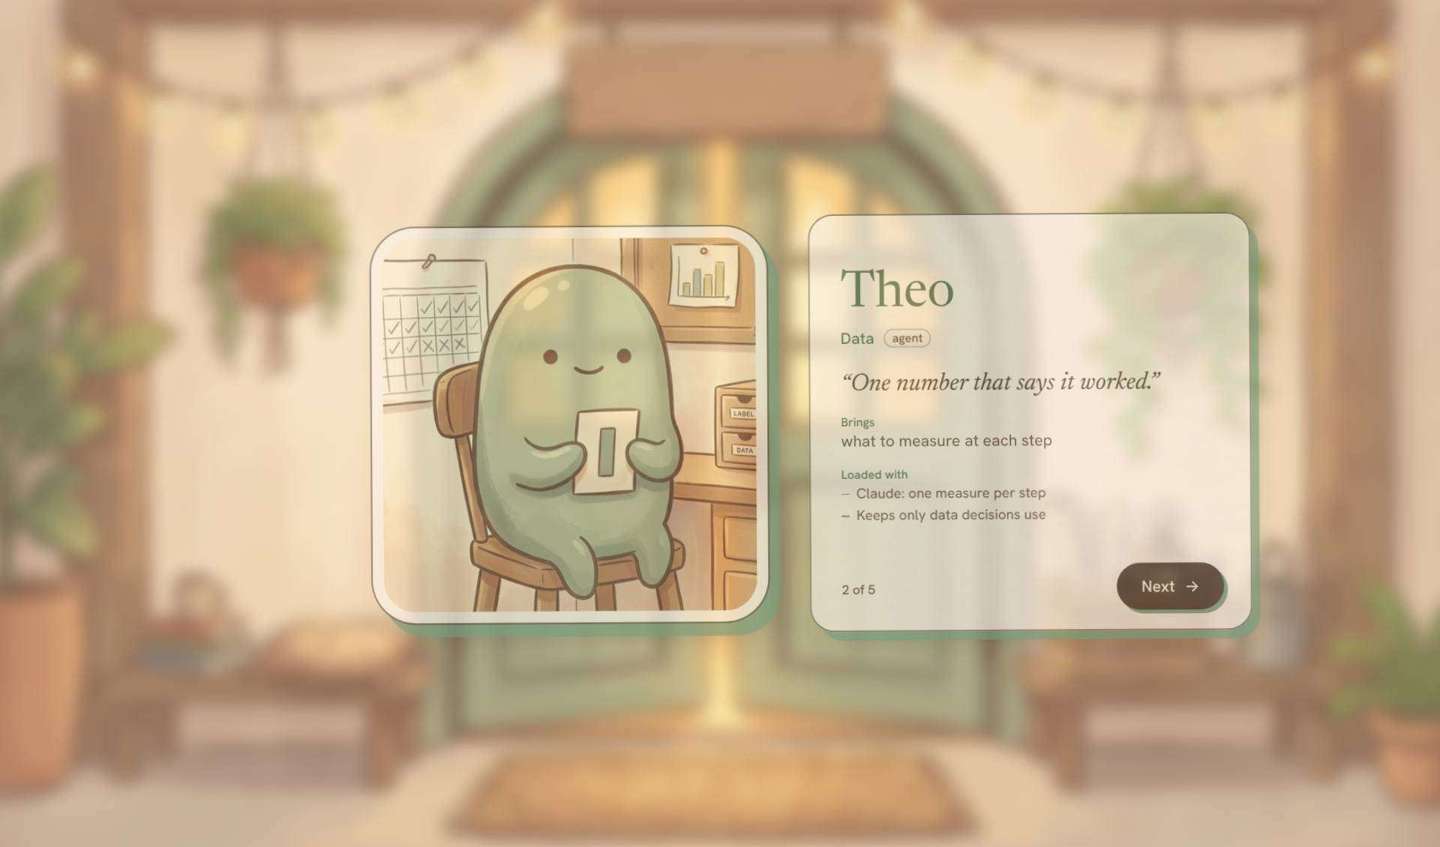 LABEL
DATA
Theo
Data agent
“One number that says it worked.”
Brings
what to measure at each step
Loaded with
– Claude: one measure per step
– Keeps only data decisions use
2 of 5
Next →